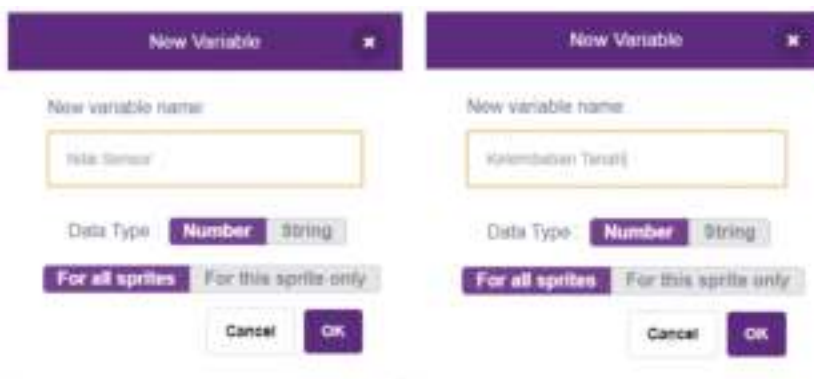 New Variable
New variable name
Nilai Sensor
Data Type Number String
For all sprites For this sprite only
Cancel OK
New Variable
New variable name
Kelembaban Tanah
Data Type Number String
For all sprites For this sprite only
Cancel OK